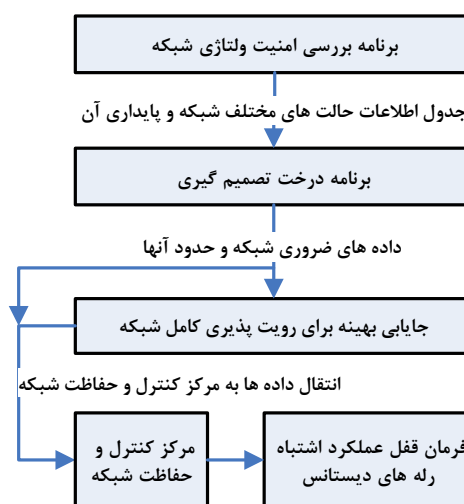 برنامه بررسی امنیت ولتاژی شبکه
جدول اطلاعات حالت های مختلف شبکه و پایداری آن
برنامه درخت تصمیم گیری
داده های ضروری شبکه و حدود آنها
جایابی بهینه برای رویت پذیری کامل شبکه
انتقال داده ها به مرکز کنترل و حفاظت شبکه
فرمان قفل عملکرد اشتباه
رله های دیستانس
مرکز کنترل و
حفاظت شبکه